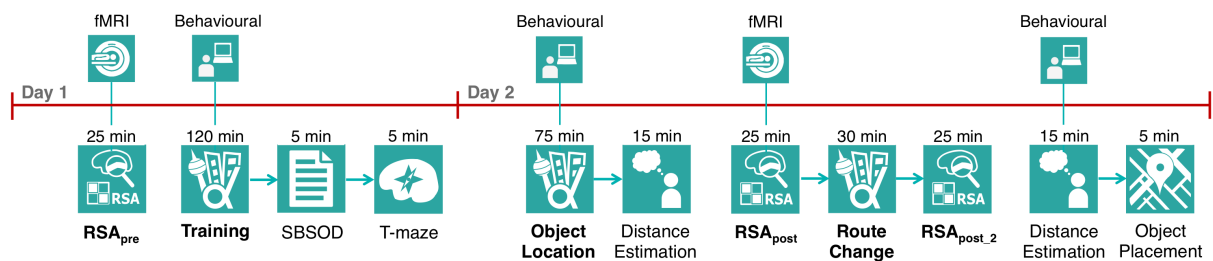 fMRI
Behavioural
Behavioural
fMRI
Behavioural
Day 1
Day 2
25 min
120 min
5 min
5 min
75 min
15 min
25 min
30 min
25 min
15 min
5 min
RSA
RSA
RSA
RSApre
Training
SBSOD
T-maze
Object
Location
Distance
Estimation
RSApost
Route
Change
RSApost_2
Distance
Estimation
Object
Placement